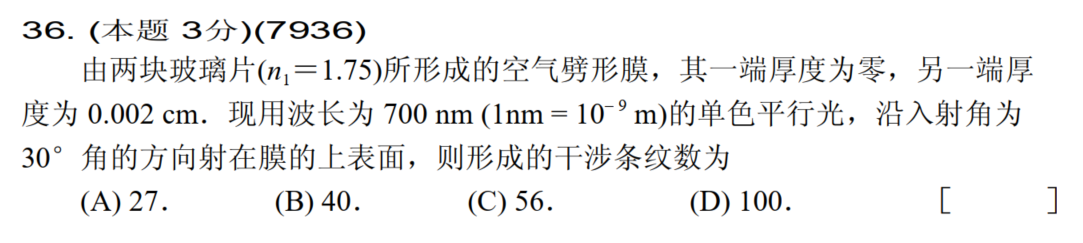 36. (本题 3分)(7936)
由两块玻璃片(n₁＝1.75)所形成的空气劈形膜，其一端厚度为零，另一端厚
度为 0.002 cm．现用波长为 700 nm (1nm = 10⁻⁹ m)的单色平行光，沿入射角为
30° 角的方向射在膜的上表面，则形成的干涉条纹数为
(A) 27． (B) 40． (C) 56． (D) 100． [ ]